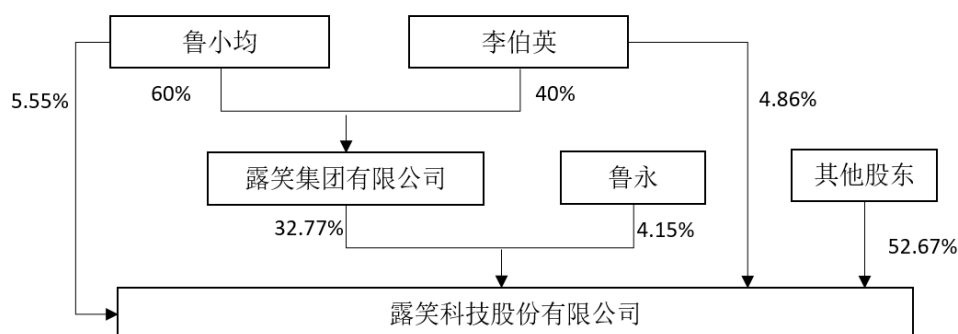 鲁小均
李伯英
5.55%
60%
40%
4.86%
露笑集团有限公司
鲁永
其他股东
32.77%
4.15%
52.67%
露笑科技股份有限公司